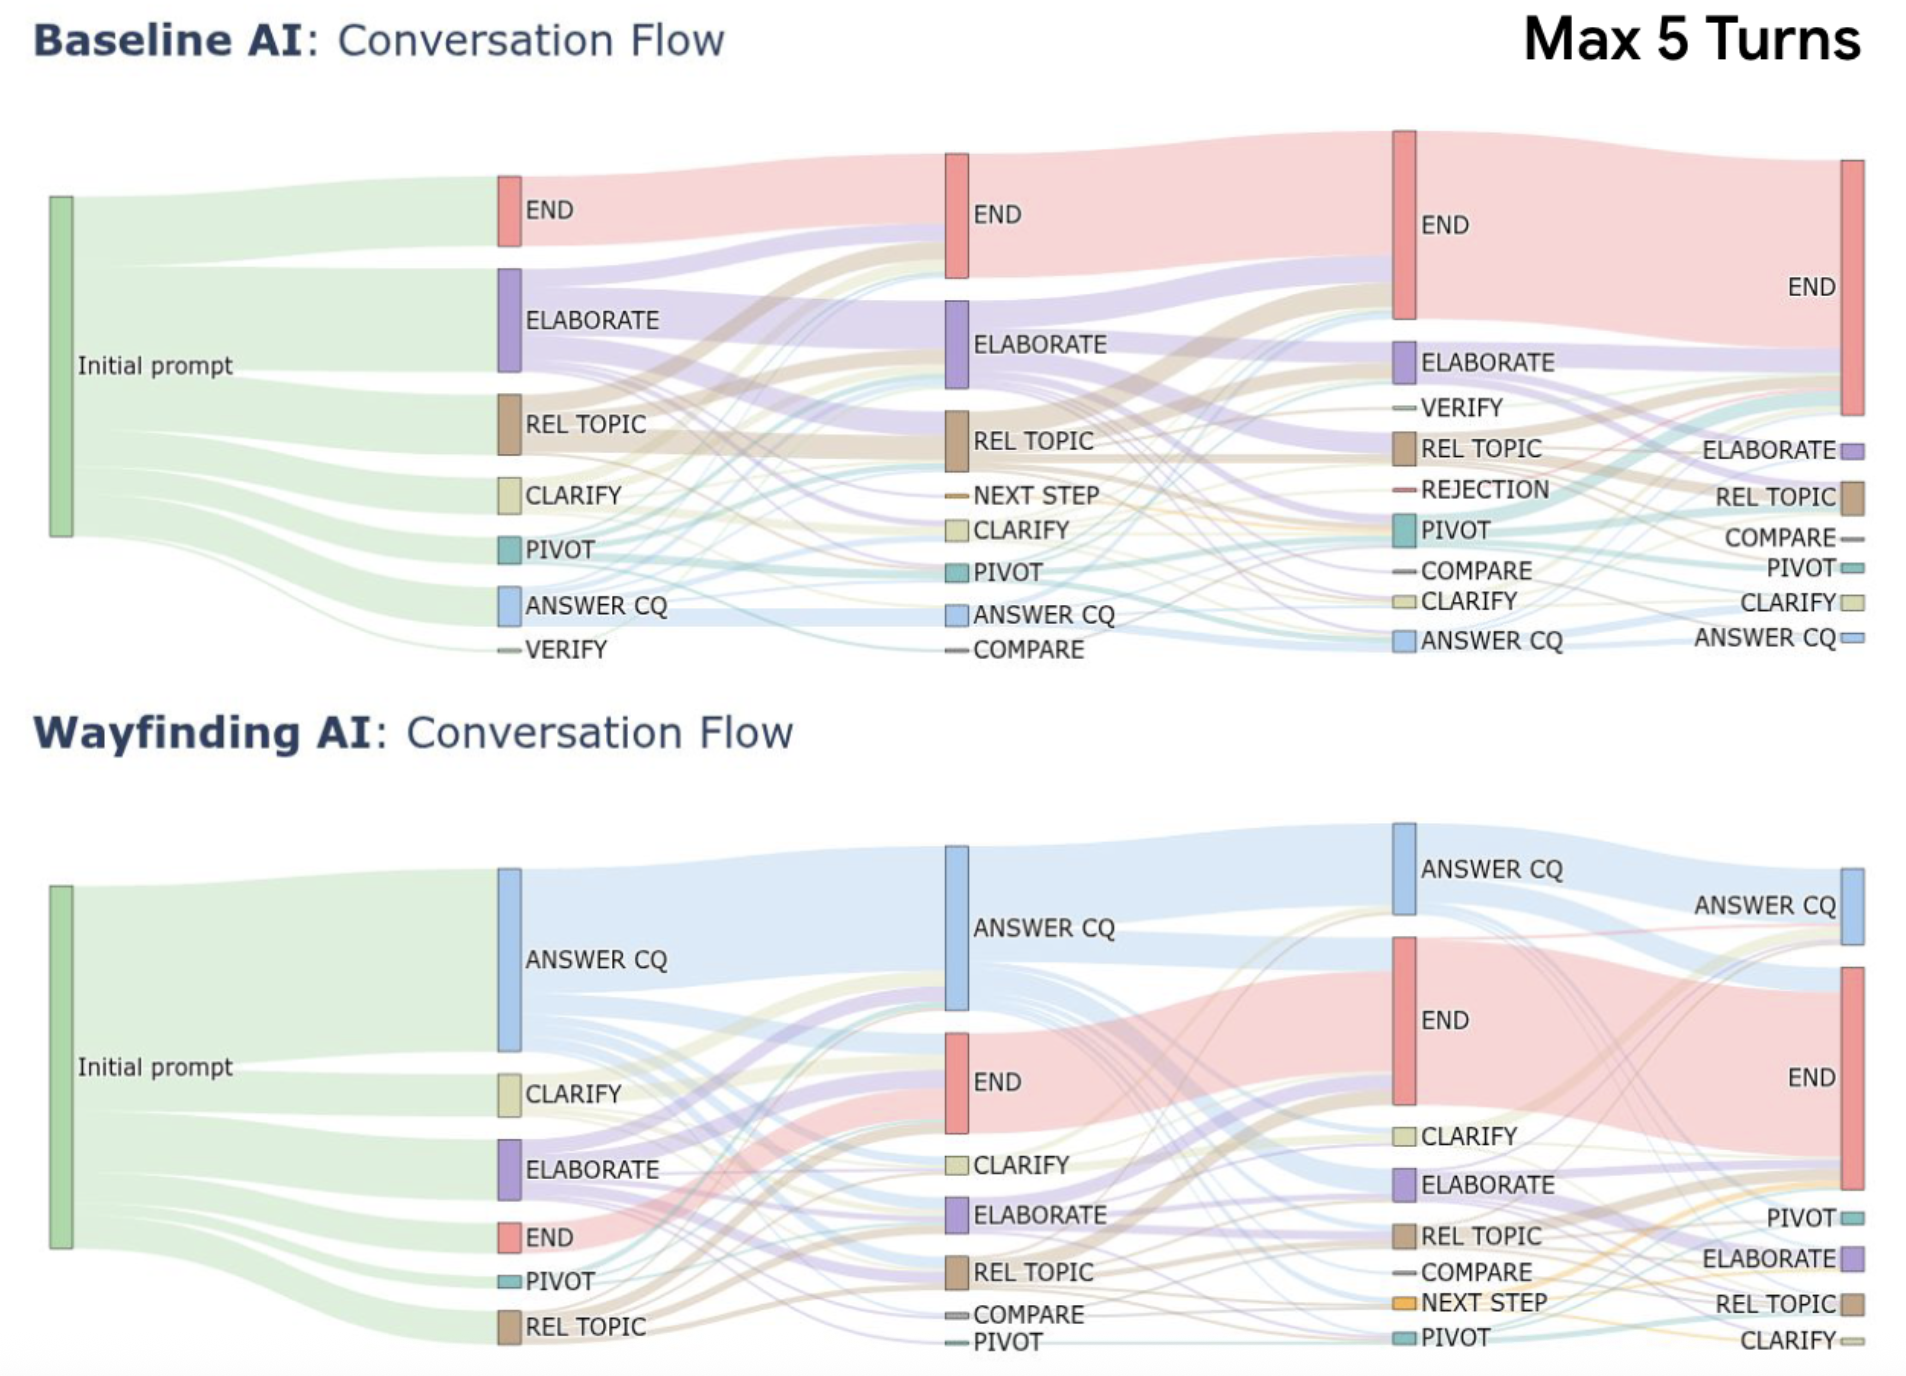 Baseline AI: Conversation Flow
Max 5 Turns
Initial prompt
END
ELABORATE
REL TOPIC
CLARIFY
PIVOT
ANSWER CQ
VERIFY
END
ELABORATE
REL TOPIC
NEXT STEP
CLARIFY
PIVOT
ANSWER CQ
COMPARE
END
ELABORATE
VERIFY
REL TOPIC
REJECTION
PIVOT
COMPARE
CLARIFY
ANSWER CQ
END
ELABORATE
REL TOPIC
COMPARE
PIVOT
CLARIFY
ANSWER CQ
Wayfinding AI: Conversation Flow
Initial prompt
ANSWER CQ
CLARIFY
ELABORATE
END
PIVOT
REL TOPIC
ANSWER CQ
END
CLARIFY
ELABORATE
REL TOPIC
COMPARE
PIVOT
ANSWER CQ
END
CLARIFY
ELABORATE
REL TOPIC
COMPARE
NEXT STEP
PIVOT
ANSWER CQ
END
PIVOT
ELABORATE
REL TOPIC
CLARIFY